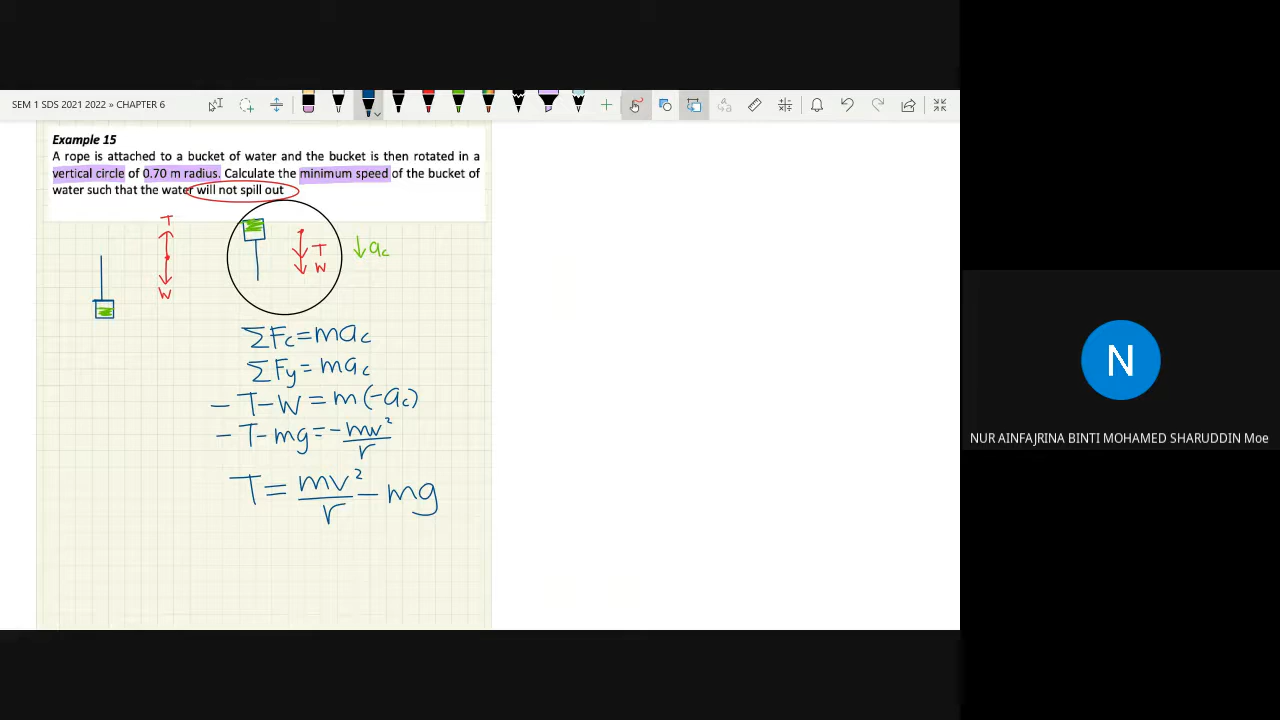 SEM 1 SDS 2021 2022 » CHAPTER 6
Example 15
A rope is attached to a bucket of water and the bucket is then rotated in a
vertical circle of 0.70 m radius. Calculate the minimum speed of the bucket of
water such that the water will not spill out
T
W
T
W
↓ac
ΣFc=mac
ΣFy=mac
-T-W=m(-ac)
-T-mg=-mv²/r
T=mv²/r-mg
N
NUR AINFAJRINA BINTI MOHAMED SHARUDDIN Moe